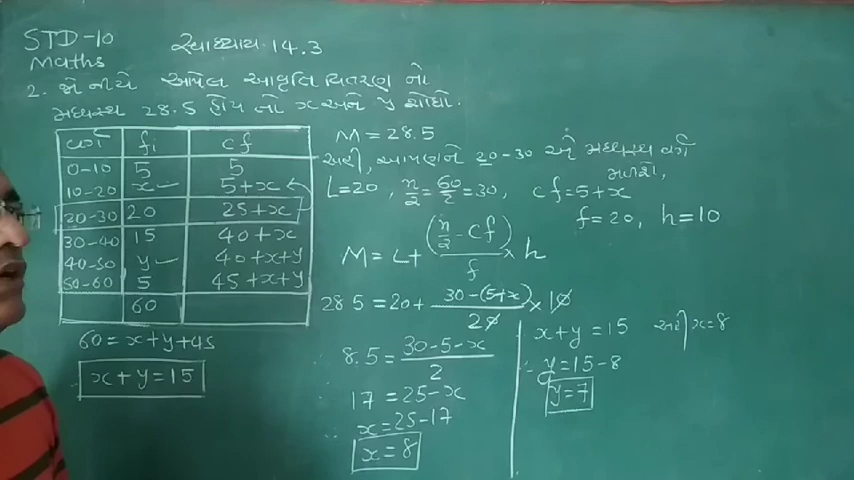 STD-10 સ્વાધ્યાય 14.3
Maths
2. જો નીચે આપેલ આવૃત્તિ વિતરણ નો
મધ્યસ્થ 28.5 હોય તો x અને y શોધો.
વર્ગ fi cf
0-10 5 5
10-20 x 5+x
20-30 20 25+x
30-40 15 40+x
40-50 y 40+x+y
50-60 5 45+x+y
60
60=x+y+45
∴ x+y=15
M=28.5
અહીં, આપણને 20-30 એ મધ્યસ્થ વર્ગ
મળશે,
L=20, n/2=60/2=30, cf=5+x
f=20, h=10
M = L+ (n/2 - cf)/f × h
28.5=20+ 30-(5+x)/20 × 10
∴ 8.5= 30-5-x/2
∴ 17=25-x
∴ x=25-17
x=8
x+y=15 અહીં x=8
∴ y=15-8
y=7